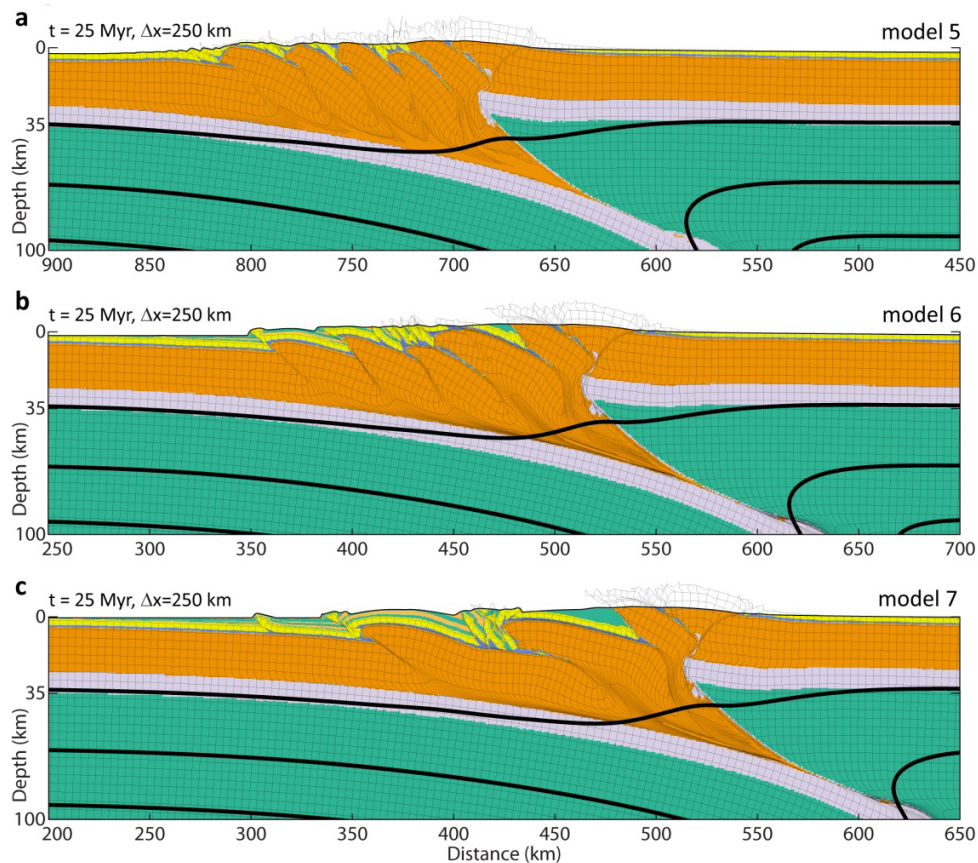 a
t = 25 Myr, Δx=250 km
model 5
0
35
100
Depth (km)
900 850 800 750 700 650 600 550 500 450
b
t = 25 Myr, Δx=250 km
model 6
0
35
100
Depth (km)
250 300 350 400 450 500 550 600 650 700
c
t = 25 Myr, Δx=250 km
model 7
0
35
100
Depth (km)
200 250 300 350 400 450 500 550 600 650
Distance (km)